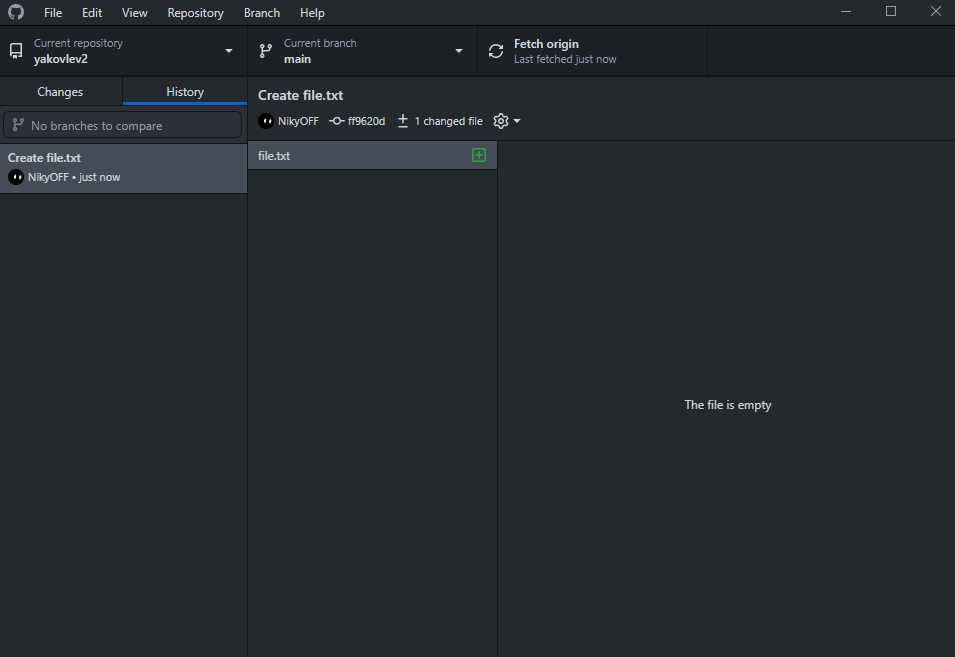 File Edit View Repository Branch Help
Current repository
yakovlev2
Current branch
main
Fetch origin
Last fetched just now
Changes
History
No branches to compare
Create file.txt
NikyOFF • just now
Create file.txt
NikyOFF ff9620d 1 changed file
file.txt
The file is empty